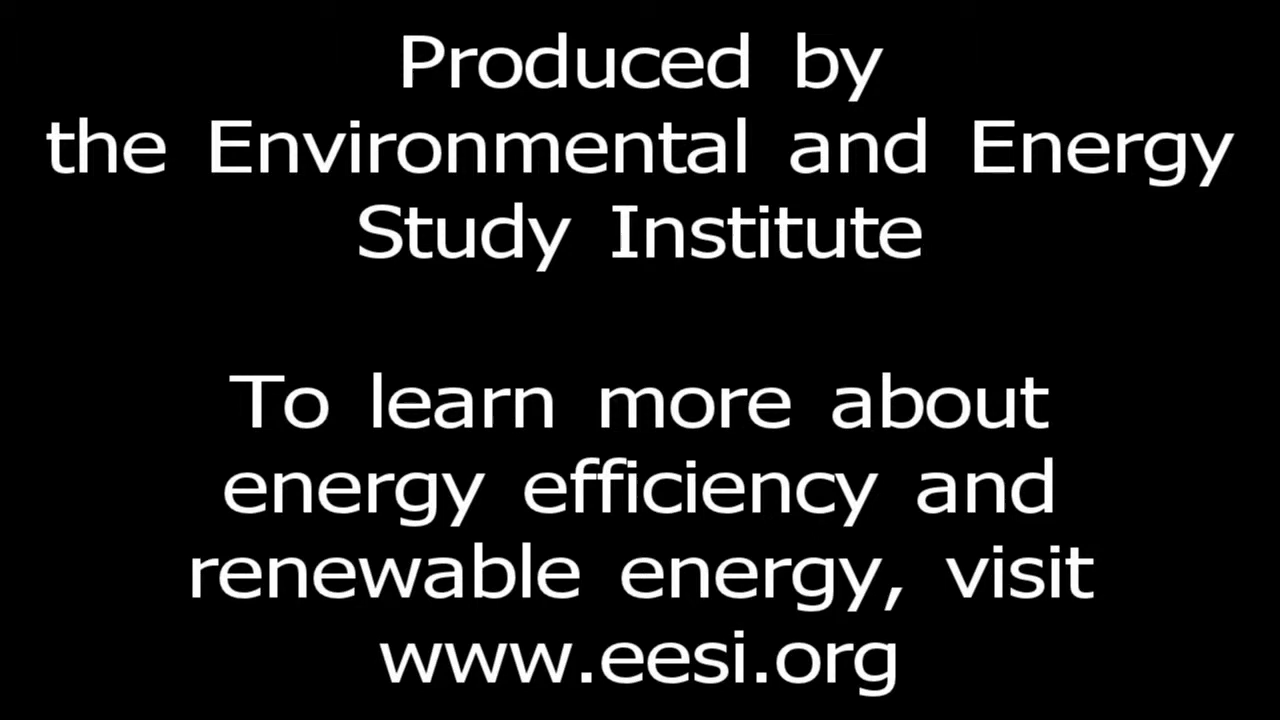 Produced by
the Environmental and Energy
Study Institute
To learn more about
energy efficiency and
renewable energy, visit
www.eesi.org